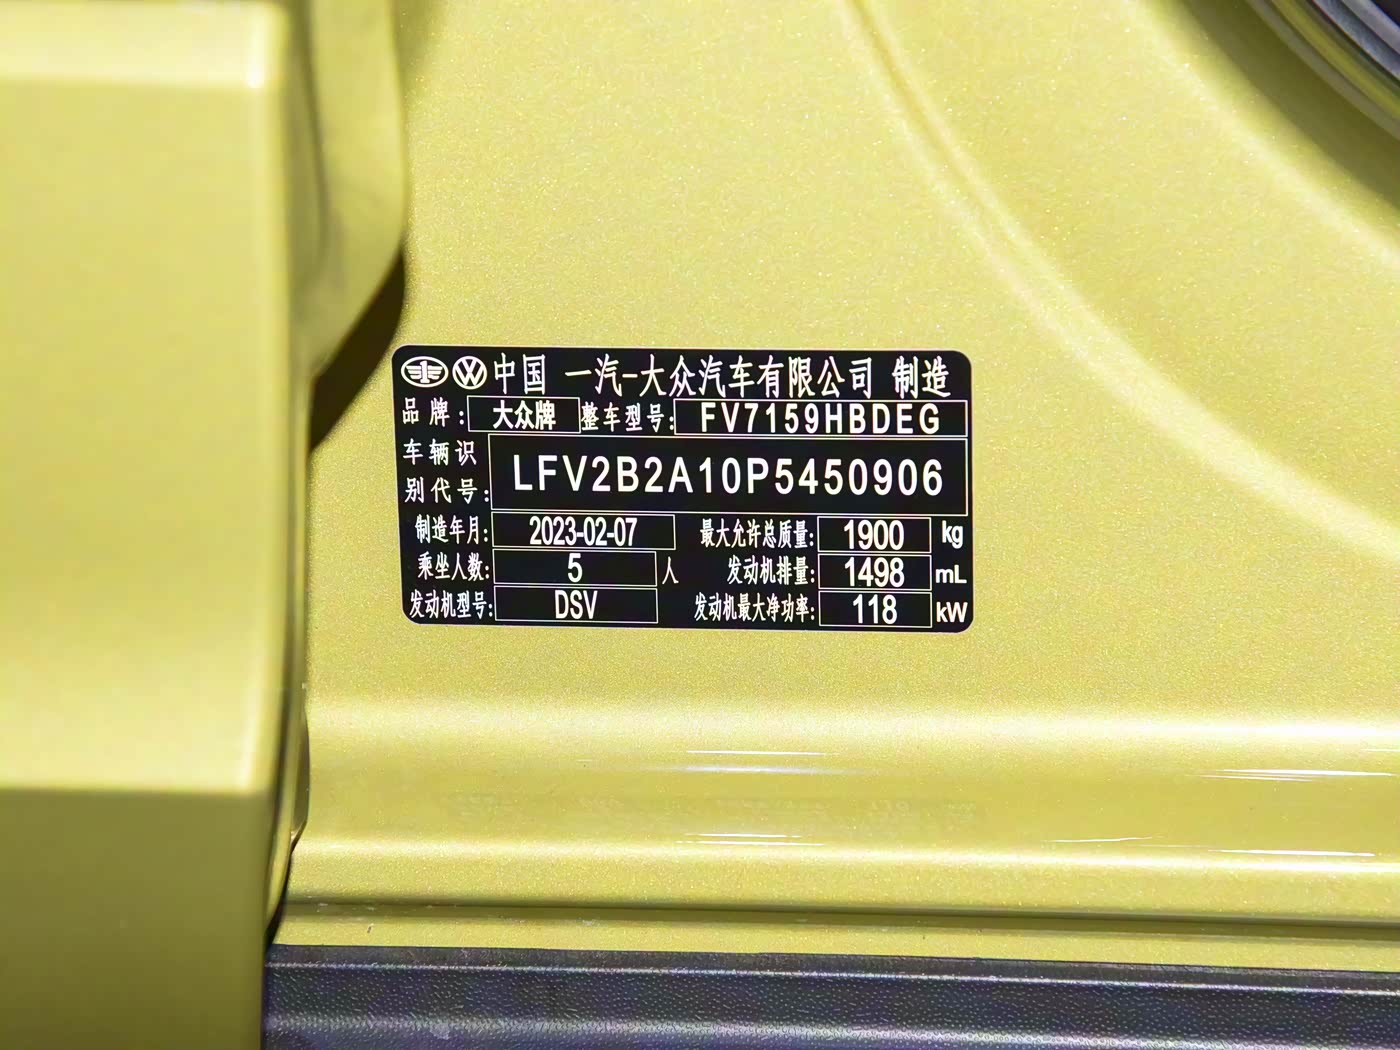 中国 一汽-大众汽车有限公司 制造
品牌: 大众牌 整车型号: FV7159HBDEG
车辆识别代号: LFV2B2A10P5450906
制造年月: 2023-02-07 最大允许总质量: 1900 kg
乘坐人数: 5 人 发动机排量: 1498 mL
发动机型号: DSV 发动机最大净功率: 118 kW